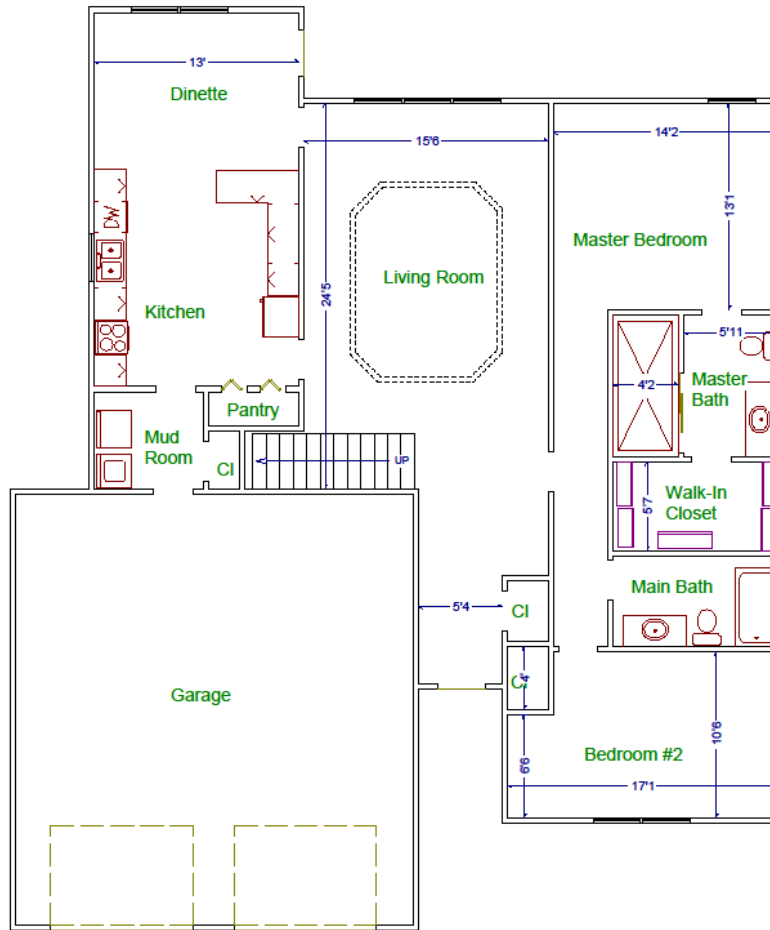 13'
Dinette
15'6
14'2
13'1
DW
Master Bedroom
Living Room
24'5
Kitchen
5'11
4'2
Master
Bath
Pantry
Mud
Room
Cl
UP
Walk-In
Closet
5'7
Main Bath
Cl
5'4
4'
Garage
Bedroom #2
10'6
6'6
17'1